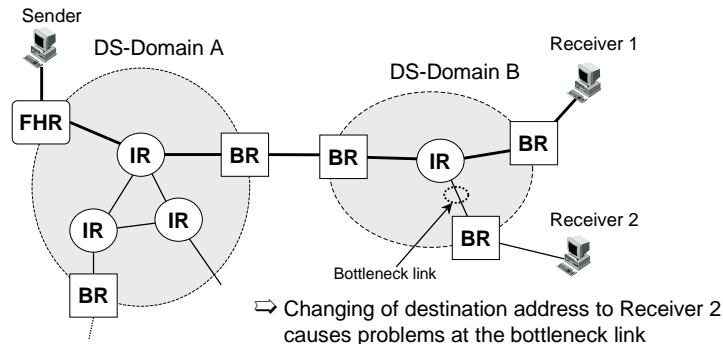 Sender
DS-Domain A
Receiver 1
DS-Domain B
FHR
IR
BR
BR
IR
BR
IR
IR
BR
Receiver 2
Bottleneck link
BR
⇨ Changing of destination address to Receiver 2
causes problems at the bottleneck link